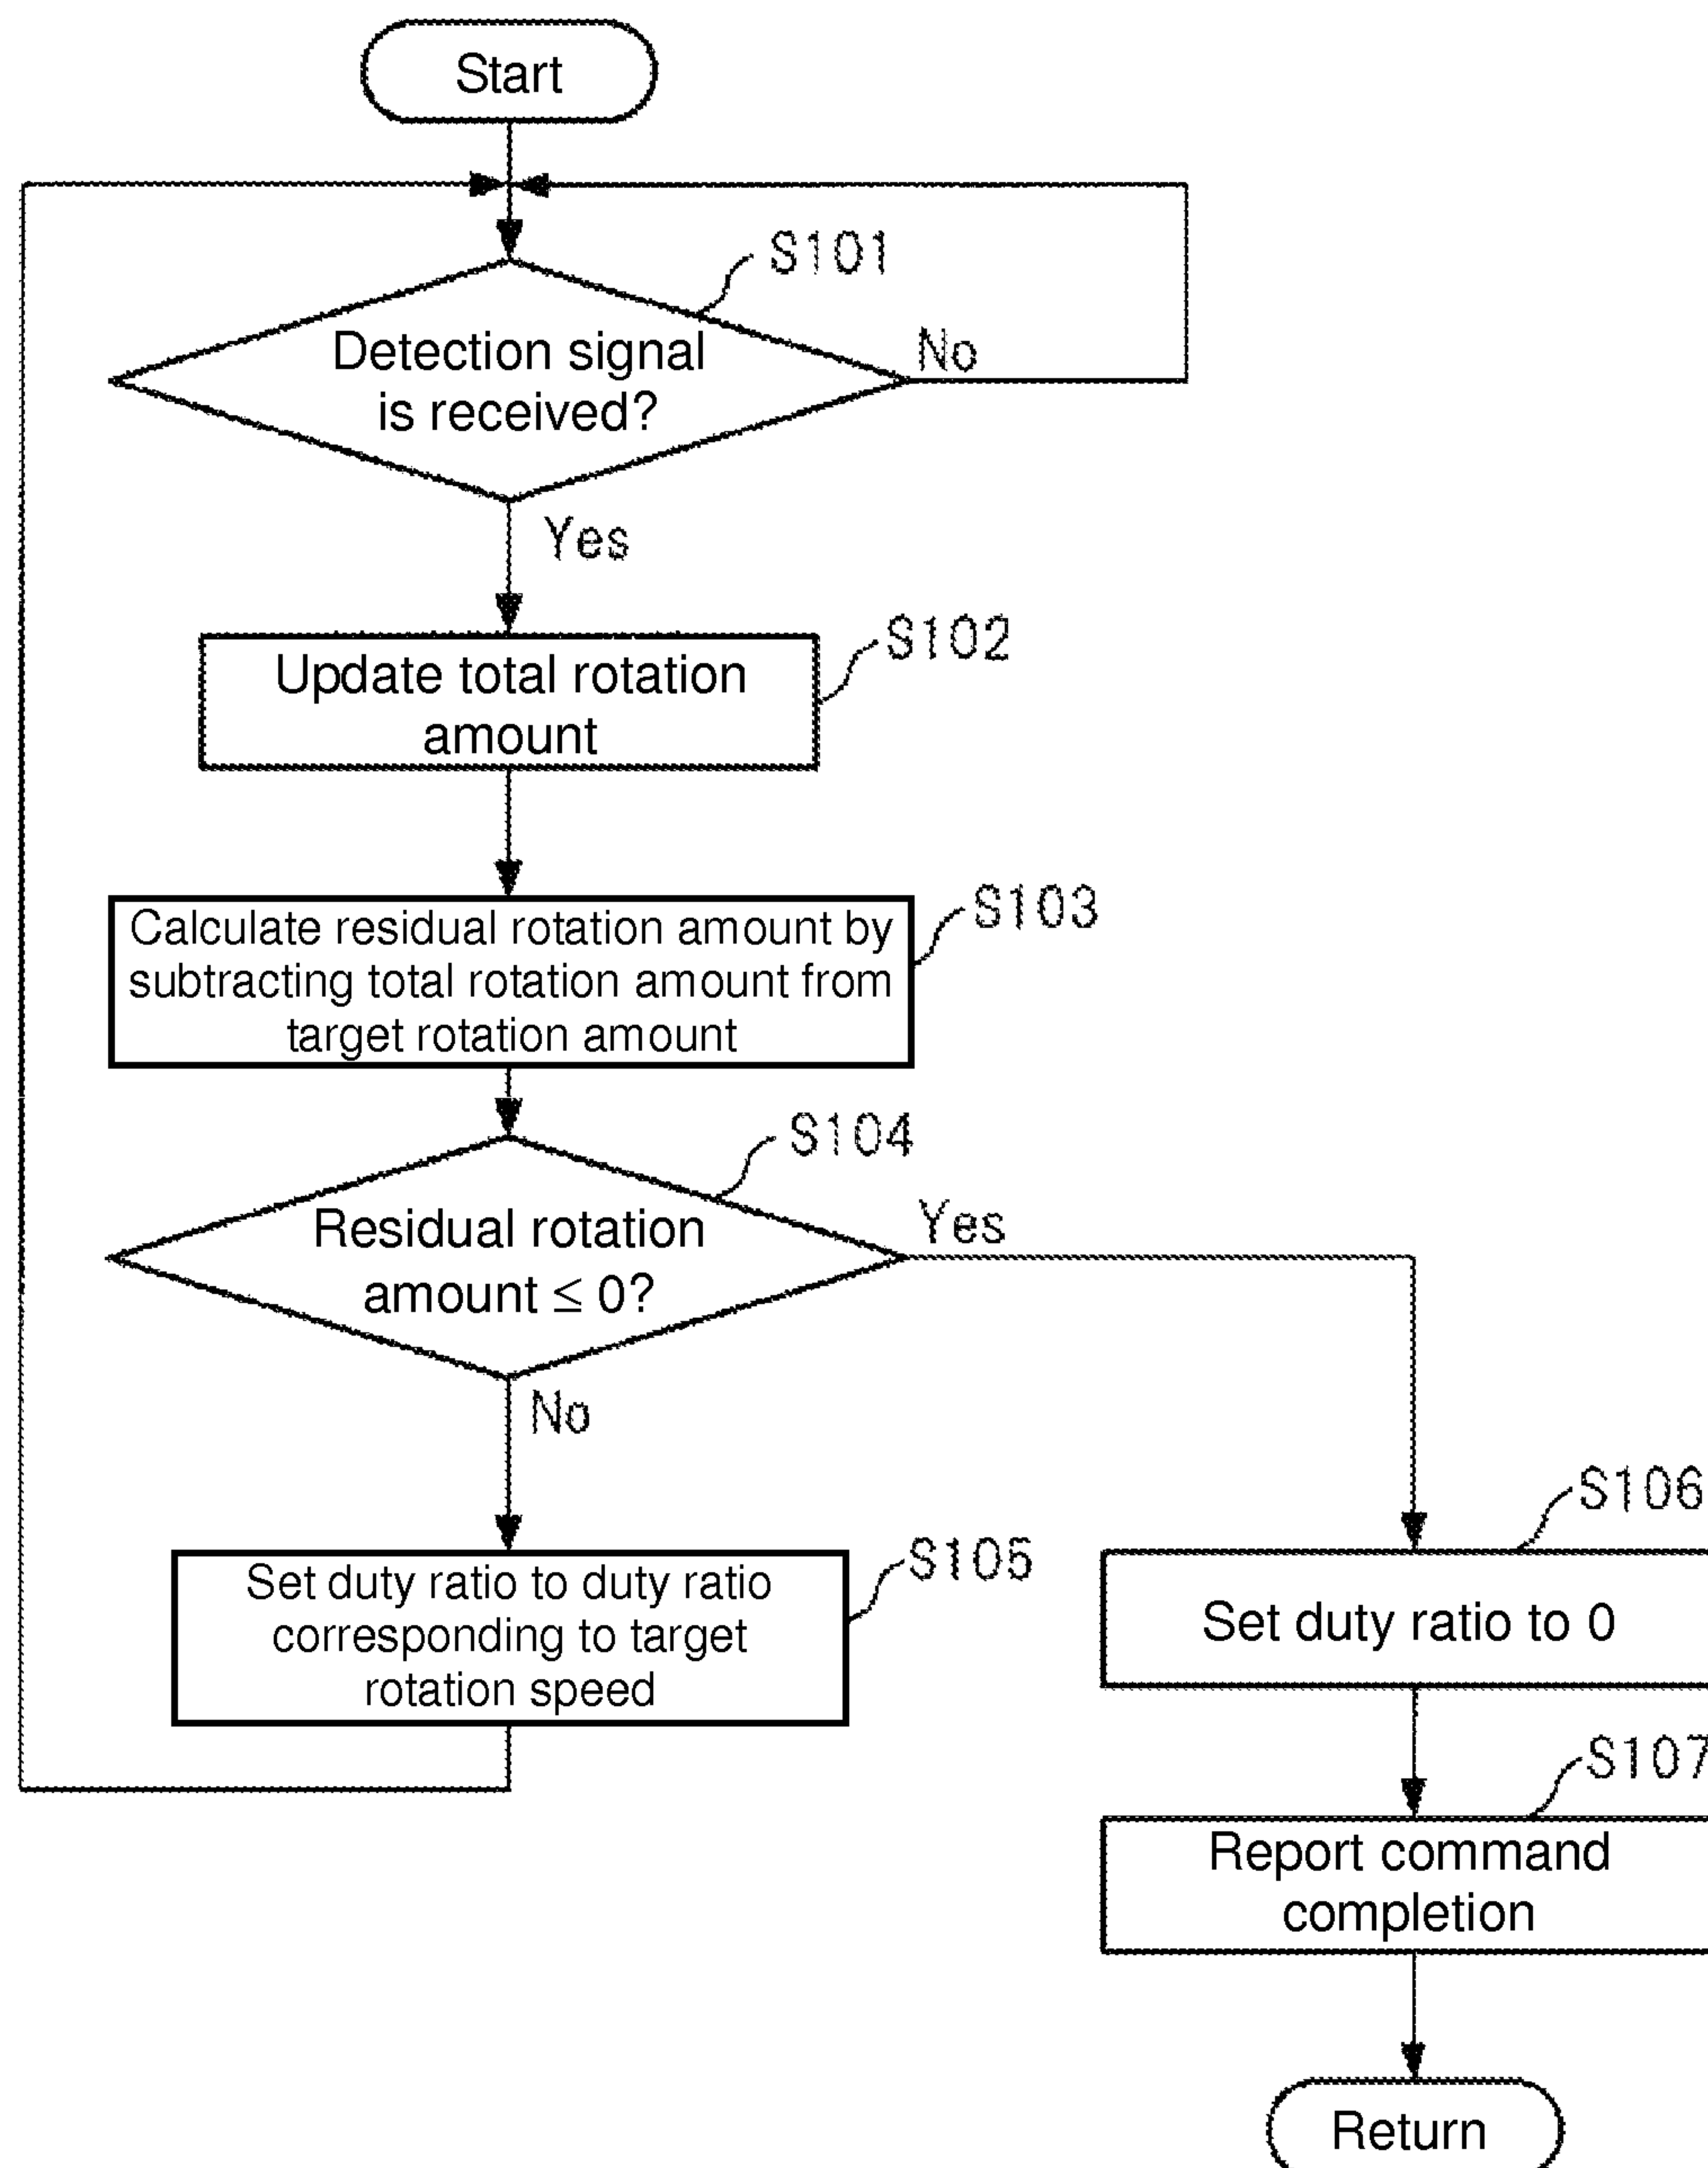 Start
S101
Detection signal
is received?
No
Yes
S102
Update total rotation
amount
S103
Calculate residual rotation amount by
subtracting total rotation amount from
target rotation amount
S104
Residual rotation
amount ≤ 0?
Yes
No
S105
Set duty ratio to duty ratio
corresponding to target
rotation speed
S106
Set duty ratio to 0
S107
Report command
completion
Return